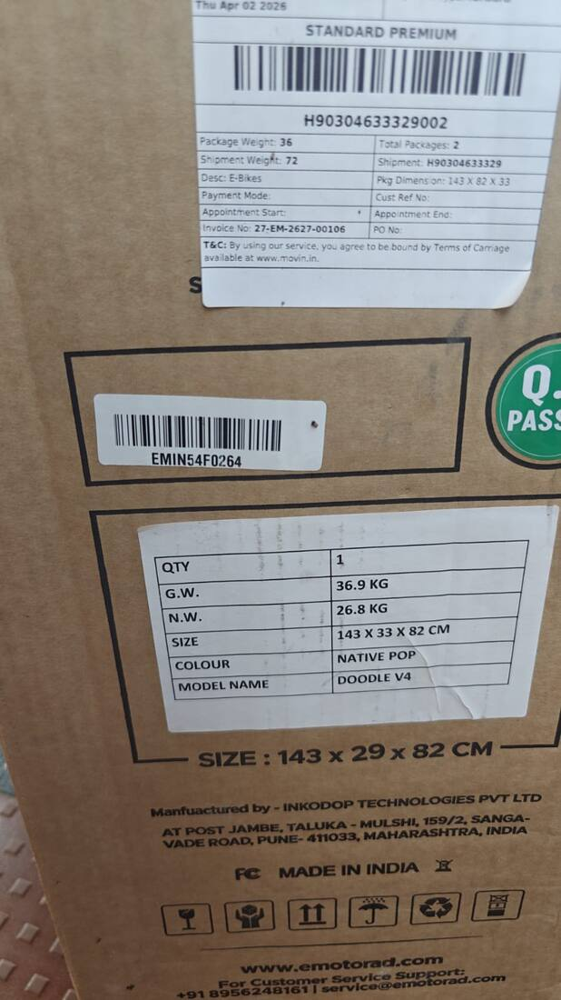 Thu Apr 02 2026
STANDARD PREMIUM
H90304633329002
Package Weight: 36 Total Packages: 2
Shipment Weight: 72 Shipment: H90304633329
Desc: E-Bikes Pkg Dimension: 143 X 82 X 33
Payment Mode: Cust Ref No:
Appointment Start: Appointment End:
Invoice No: 27-EM-2627-00106 PO No:
T&C: By using our service, you agree to be bound by Terms of Carriage
available at www.movin.in.
S
Q.
PASS
EMIN54F0264
QTY 1
G.W. 36.9 KG
N.W. 26.8 KG
SIZE 143 X 33 X 82 CM
COLOUR NATIVE POP
MODEL NAME DOODLE V4
SIZE : 143 x 29 x 82 CM
Manfuactured by - INKODOP TECHNOLOGIES PVT LTD
AT POST JAMBE, TALUKA - MULSHI, 159/2, SANGA-
VADE ROAD, PUNE- 411033, MAHARASHTRA, INDIA
FC MADE IN INDIA
www.emotorad.com
For Customer Service Support:
+91 8956248161 | service@emotorad.com